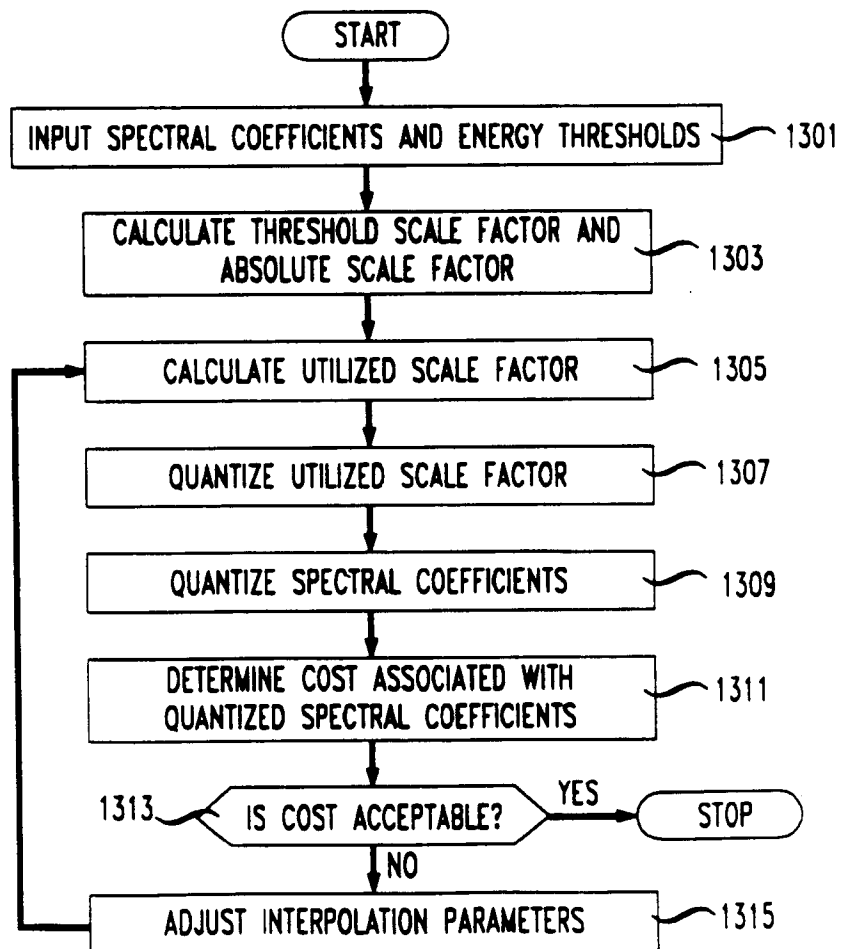 START
INPUT SPECTRAL COEFFICIENTS AND ENERGY THRESHOLDS
1301
CALCULATE THRESHOLD SCALE FACTOR AND
ABSOLUTE SCALE FACTOR
1303
CALCULATE UTILIZED SCALE FACTOR
1305
QUANTIZE UTILIZED SCALE FACTOR
1307
QUANTIZE SPECTRAL COEFFICIENTS
1309
DETERMINE COST ASSOCIATED WITH
QUANTIZED SPECTRAL COEFFICIENTS
1311
1313
IS COST ACCEPTABLE?
YES
STOP
NO
ADJUST INTERPOLATION PARAMETERS
1315